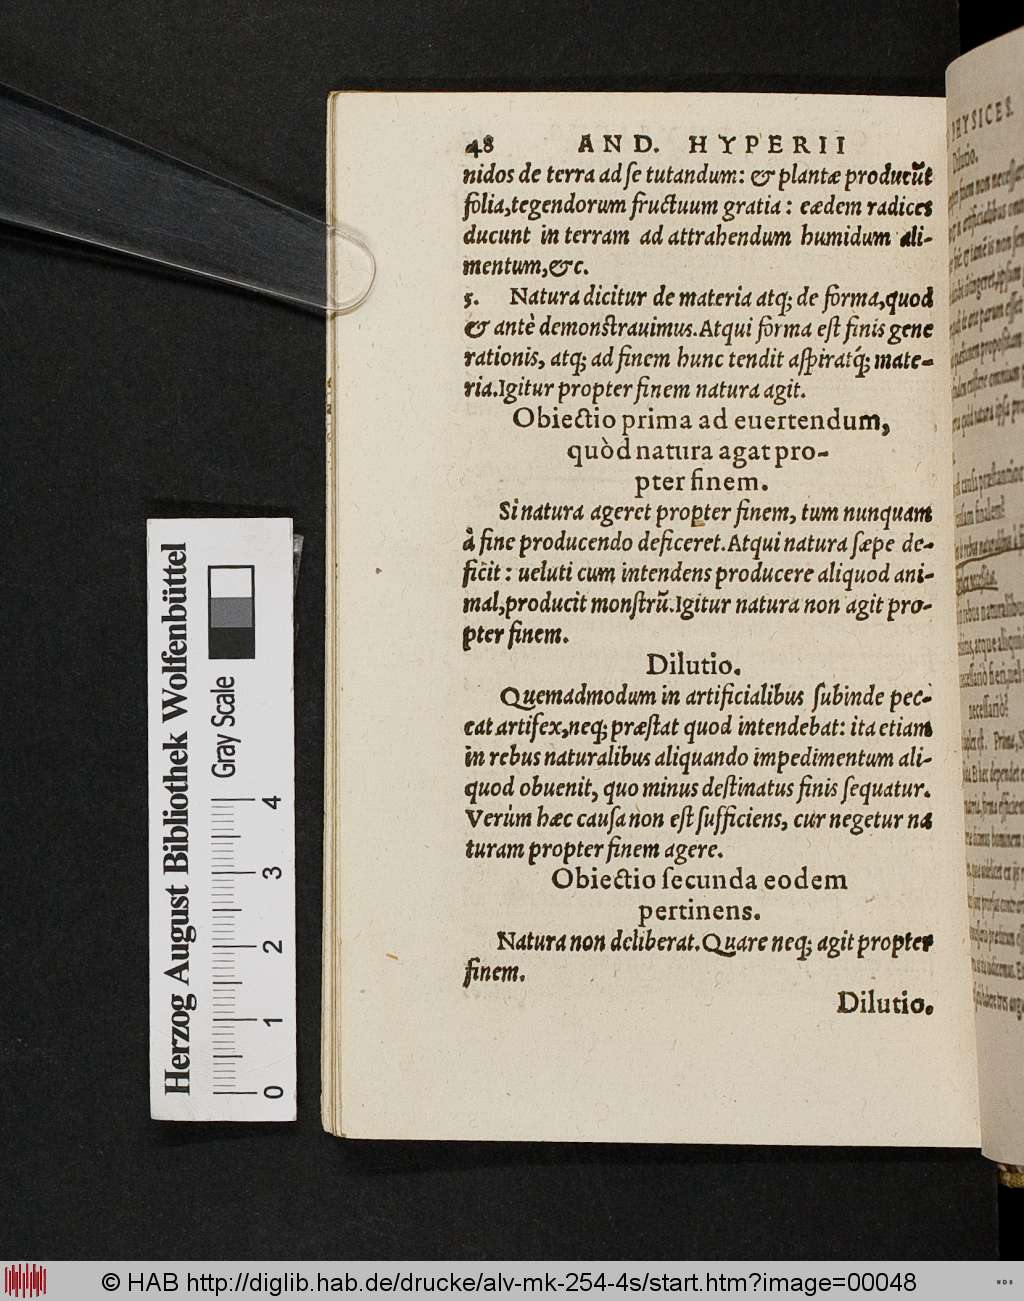 48 AND. HYPERII
nidos de terra ad ſe tutandum: & plantæ producūt
folia, tegendorum fructuum gratia: eædem radices
ducunt in terram ad attrahendum humidum ali-
mentum, &c.
5. Natura dicitur de materia atq; de forma, quod
& antè demonſtrauimus. Atqui forma eſt finis gene
rationis, atq; ad finem hunc tendit aſpiratq́; mate-
ria. Igitur propter finem natura agit.
Obiectio prima ad euertendum,
quòd natura agat pro-
pter finem.
Si natura ageret propter finem, tum nunquam
à fine producendo deficeret. Atqui natura ſæpe de-
ficit: ueluti cum intendens producere aliquod ani-
mal, producit monſtrū. Igitur natura non agit pro-
pter finem.
Dilutio.
Quemadmodum in artificialibus ſubinde pec-
cat artifex, neq; præſtat quod intendebat: ita etiam
in rebus naturalibus aliquando impedimentum ali-
quod obuenit, quo minus deſtinatus finis ſequatur.
Verùm hæc cauſa non eſt ſufficiens, cur negetur na
turam propter finem agere.
Obiectio ſecunda eodem
pertinens.
Natura non deliberat. Quare neq; agit propter
finem.
Dilutio.
PHYSICES.
Dilutio.
Herzog August Bibliothek Wolfenbüttel
Gray Scale
0 1 2 3 4
© HAB http://diglib.hab.de/drucke/alv-mk-254-4s/start.htm?image=00048